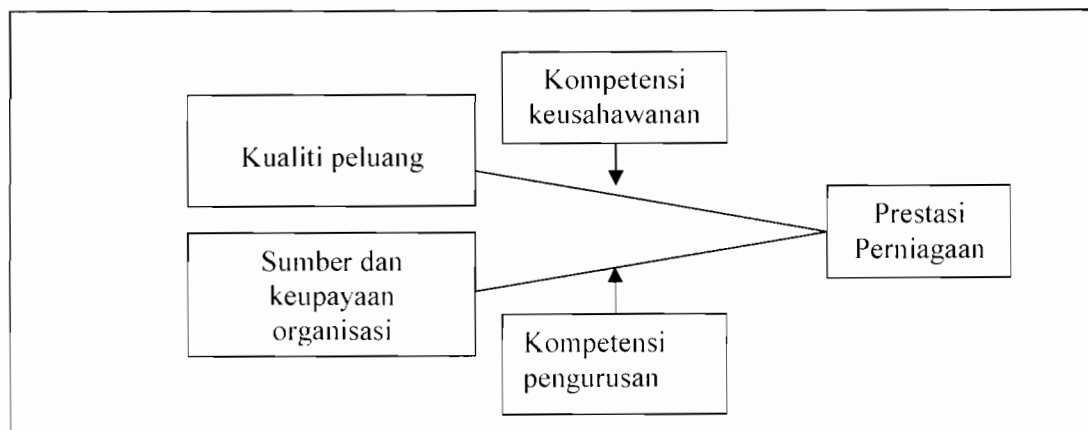 Kompetensi
keusahawanan
Kualiti peluang
Prestasi
Perniagaan
Sumber dan
keupayaan
organisasi
Kompetensi
pengurusan